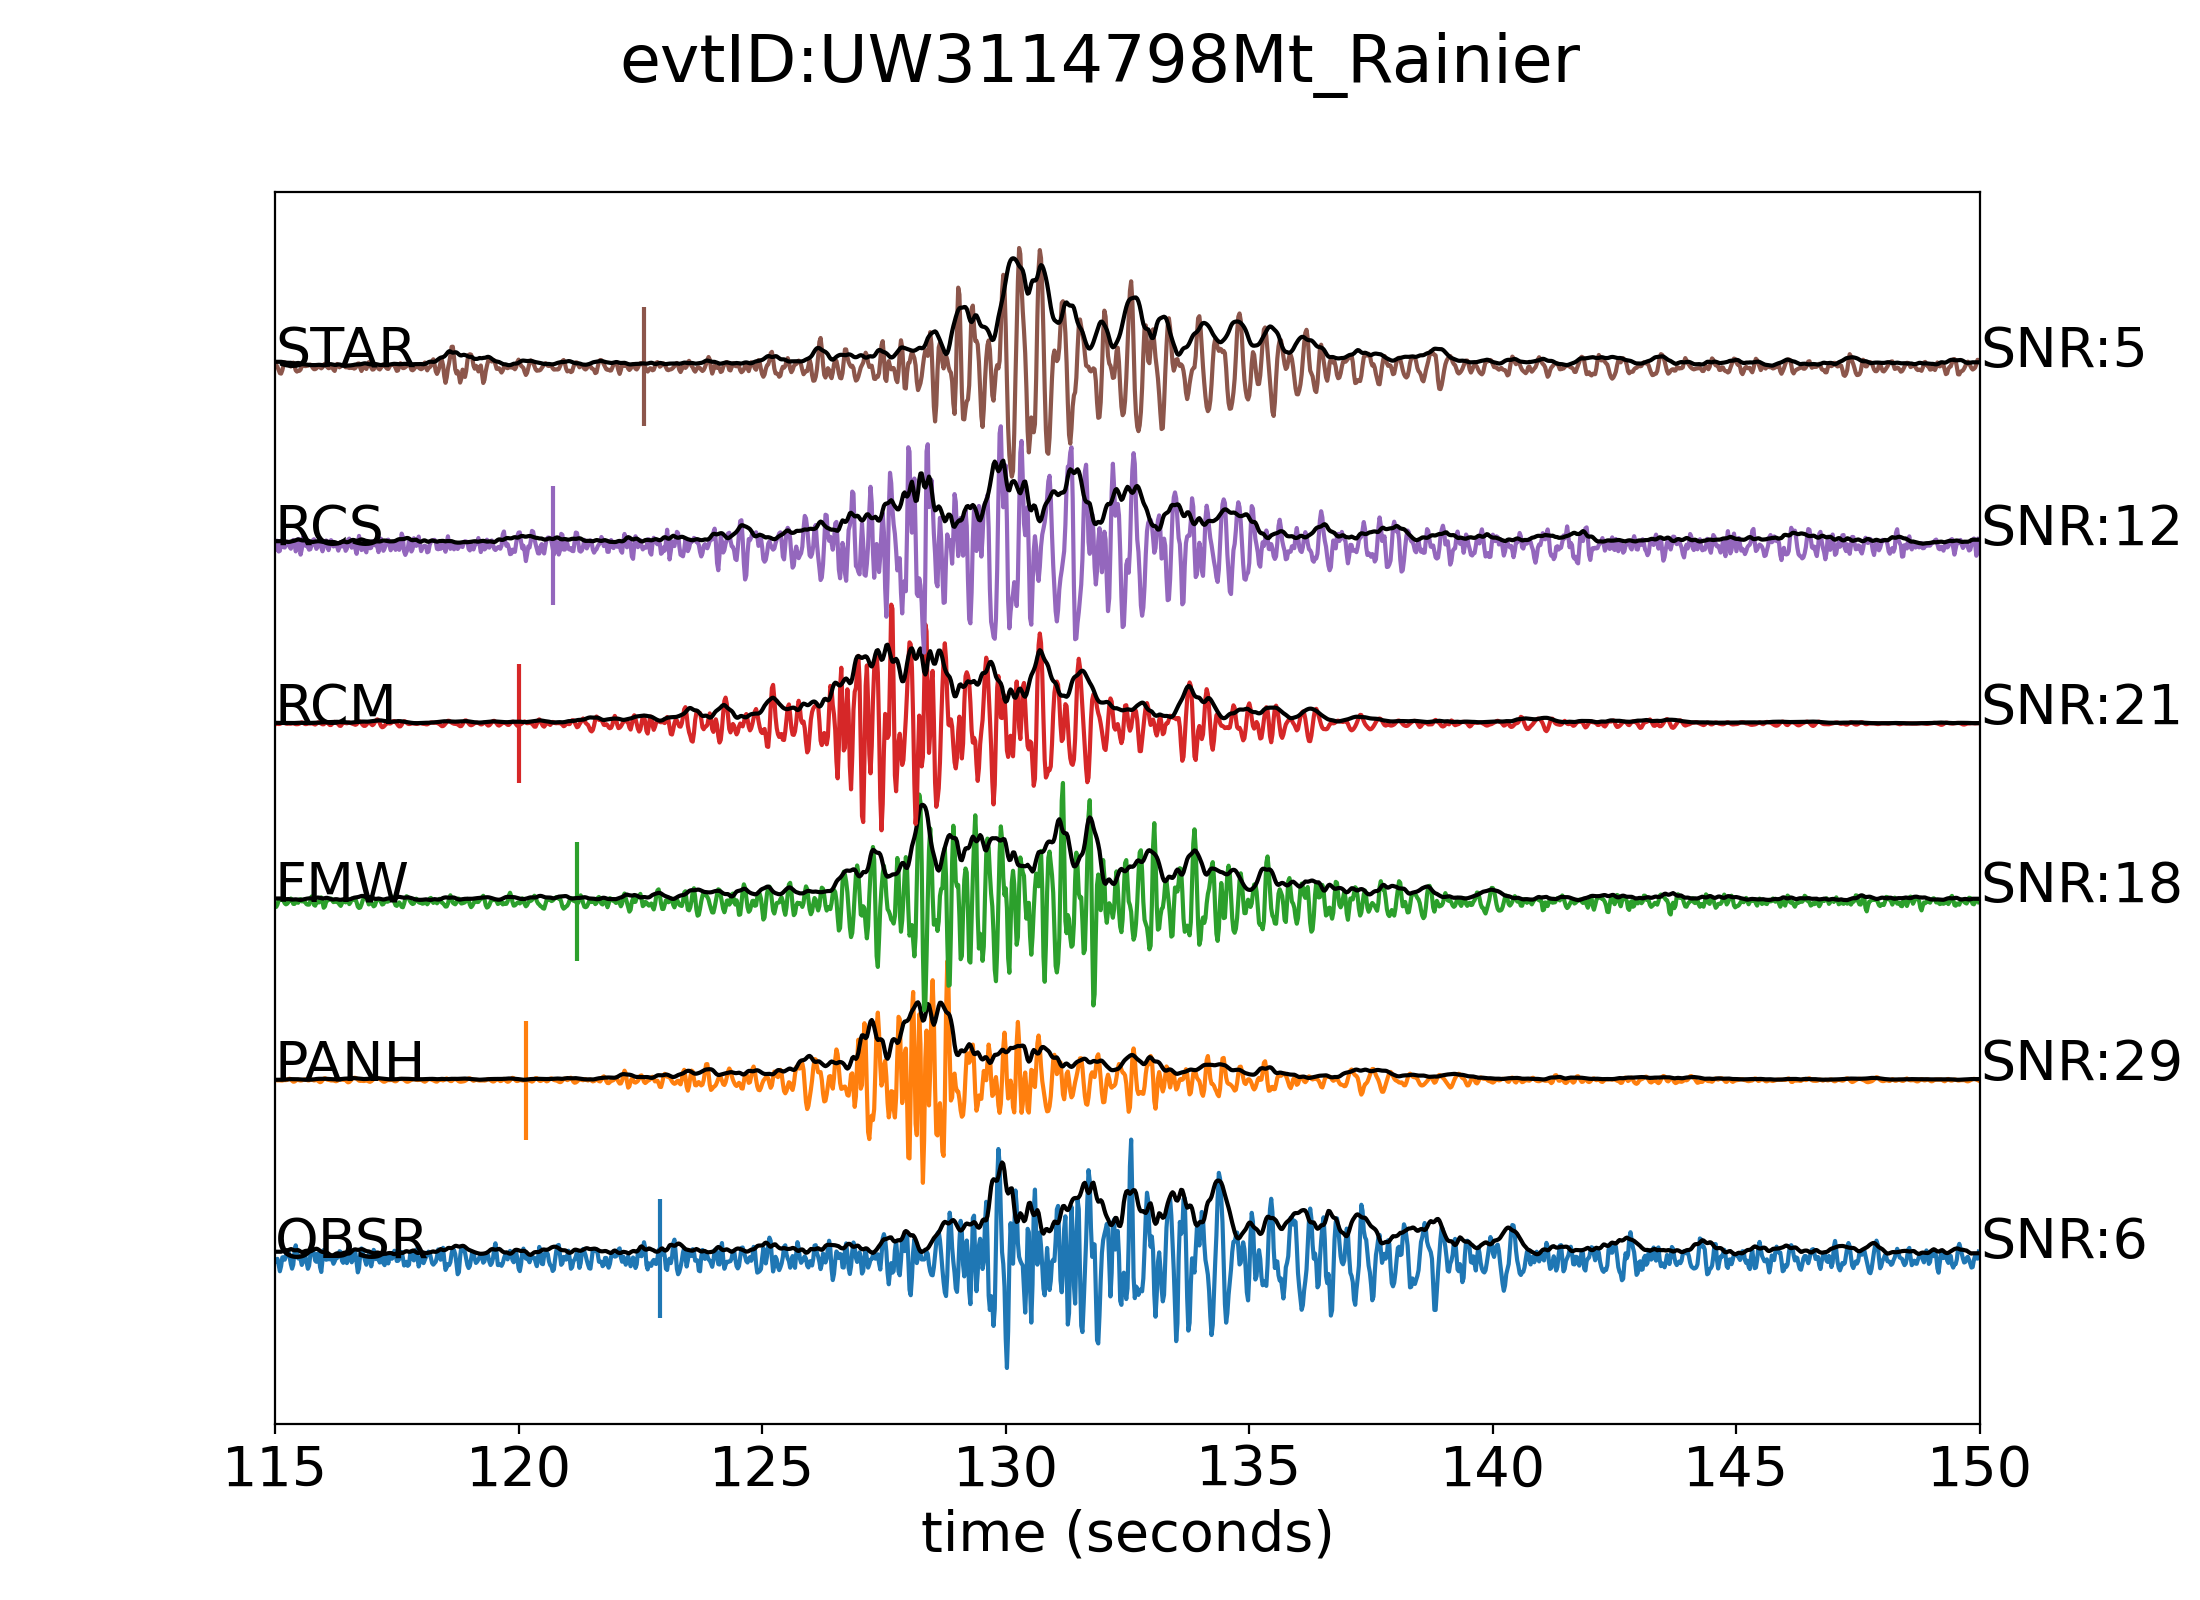 evtID:UW3114798Mt_Rainier
STAR SNR:5
RCS SNR:12
RCM SNR:21
EMW SNR:18
PANH SNR:29
OBSR SNR:6
115 120 125 130 135 140 145 150
time (seconds)